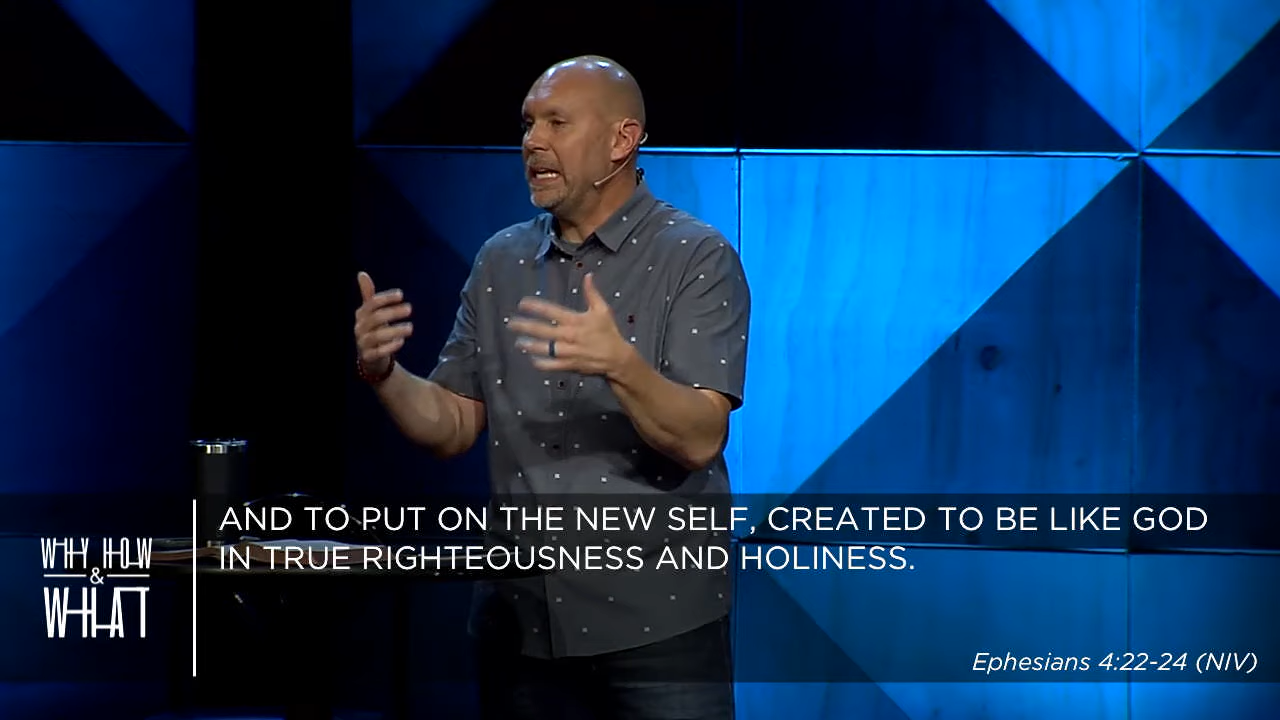 AND TO PUT ON THE NEW SELF, CREATED TO BE LIKE GOD
IN TRUE RIGHTEOUSNESS AND HOLINESS.
WHY HOW
&
WHAT
Ephesians 4:22-24 (NIV)